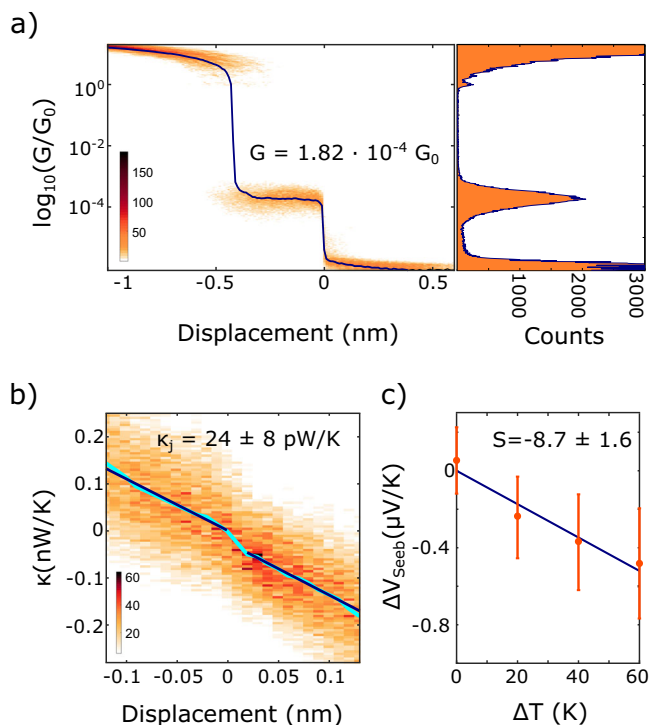 a)
log₁₀(G/G₀)
10⁰
10⁻²
10⁻⁴
150
100
50
G = 1.82 · 10⁻⁴ G₀
-1
-0.5
0
0.5
Displacement (nm)
1000
2000
3000
Counts
b)
κ(nW/K)
0.2
0.1
0
-0.1
-0.2
κⱼ = 24 ± 8 pW/K
60
40
20
-0.1
-0.05
0
0.05
0.1
Displacement (nm)
c)
ΔV_Seeb(μV/K)
0
-0.4
-0.8
S=-8.7 ± 1.6
0
20
40
60
ΔT (K)